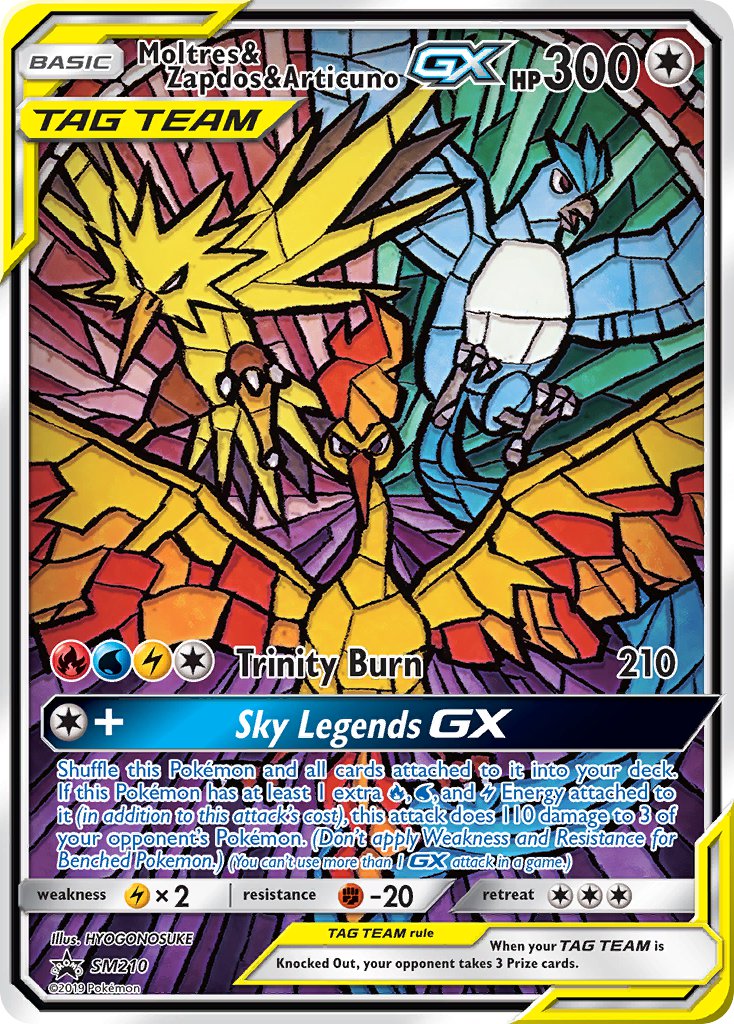 BASIC
Moltres&
Zapdos&Articuno GX HP300
TAG TEAM
Trinity Burn 210
+ Sky Legends GX
Shuffle this Pokémon and all cards attached to it into your deck.
If this Pokémon has at least 1 extra , , and Energy attached to
it (in addition to this attack's cost), this attack does 110 damage to 3 of
your opponent's Pokémon. (Don't apply Weakness and Resistance for
Benched Pokemon.) (You can't use more than 1 GX attack in a game.)
weakness ×2 resistance -20 retreat
Illus. HYOGONOSUKE
TAG TEAM rule
When your TAG TEAM is
Knocked Out, your opponent takes 3 Prize cards.
SM210
©2019 Pokémon